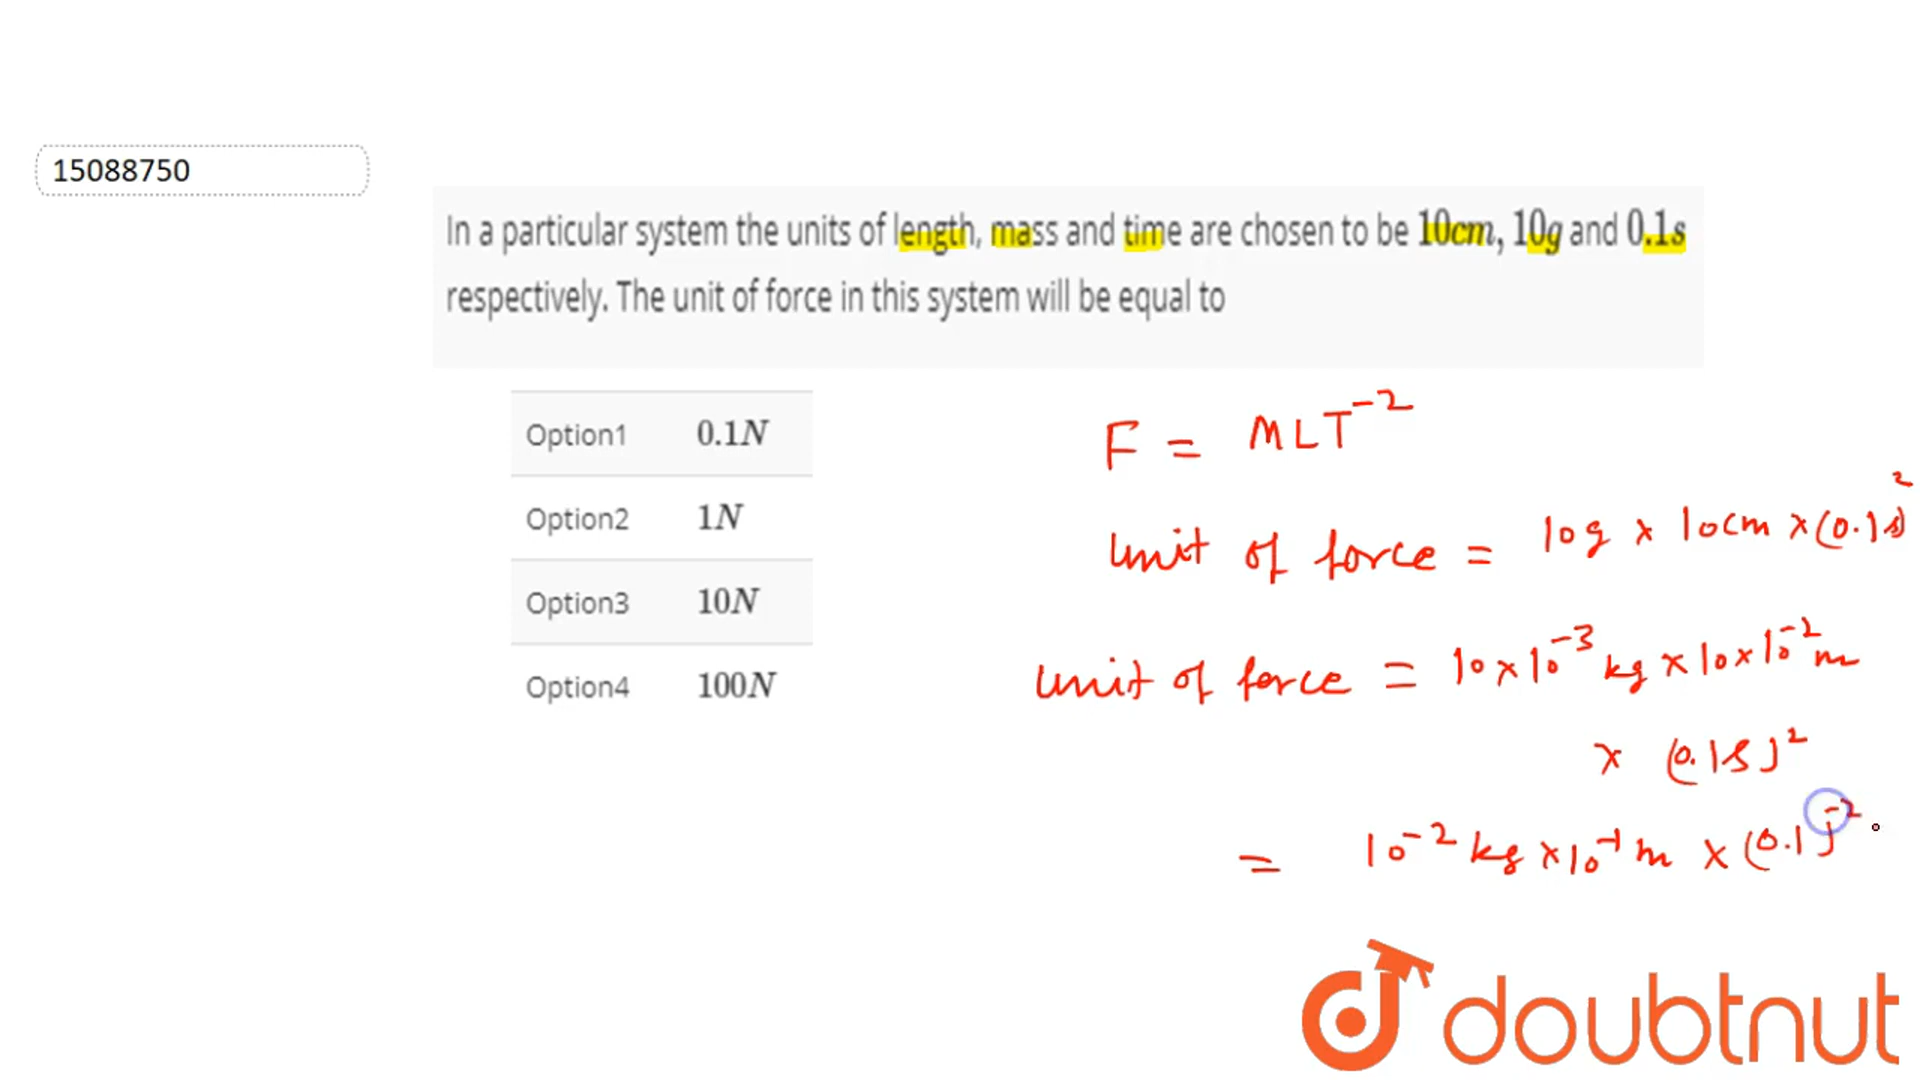 15088750
In a particular system the units of length, mass and time are chosen to be 10cm, 10g and 0.1s
respectively. The unit of force in this system will be equal to
Option1 0.1N
Option2 1N
Option3 10N
Option4 100N
F = MLT⁻²
Unit of force = 10g × 10cm × (0.1s)²
Unit of force = 10×10⁻³ kg × 10×10⁻² m
× (0.1s)²
= 10⁻² kg × 10⁻¹ m × (0.1)⁻²
doubtnut